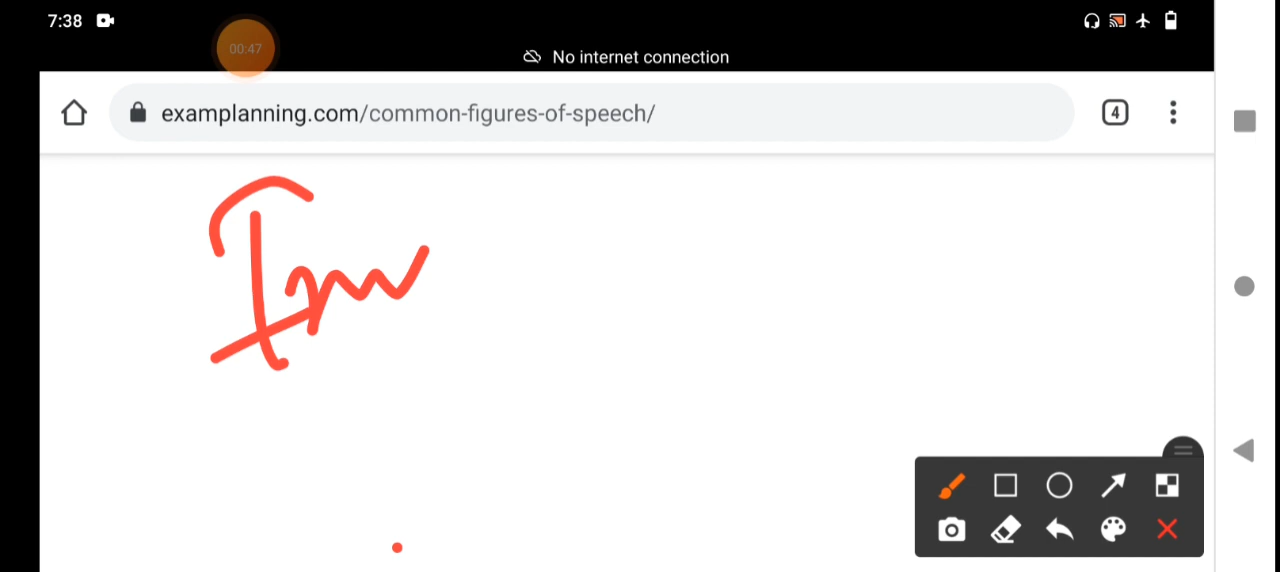 7:38
00:47
No internet connection
examplanning.com/common-figures-of-speech/
4